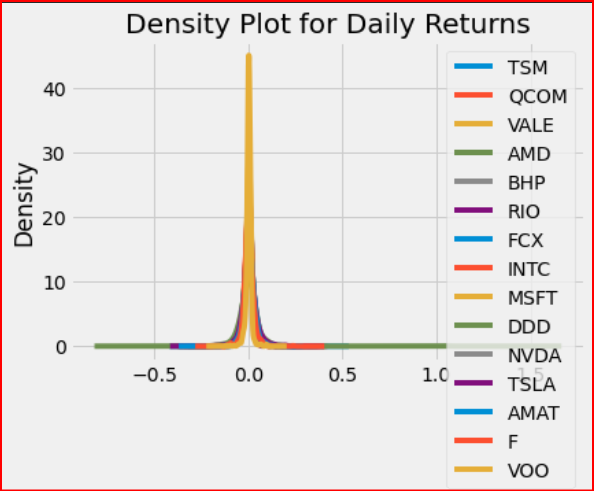 Density Plot for Daily Returns
Density
40
30
20
10
0
−0.5
0.0
0.5
1.0
1.5
TSM
QCOM
VALE
AMD
BHP
RIO
FCX
INTC
MSFT
DDD
NVDA
TSLA
AMAT
F
VOO